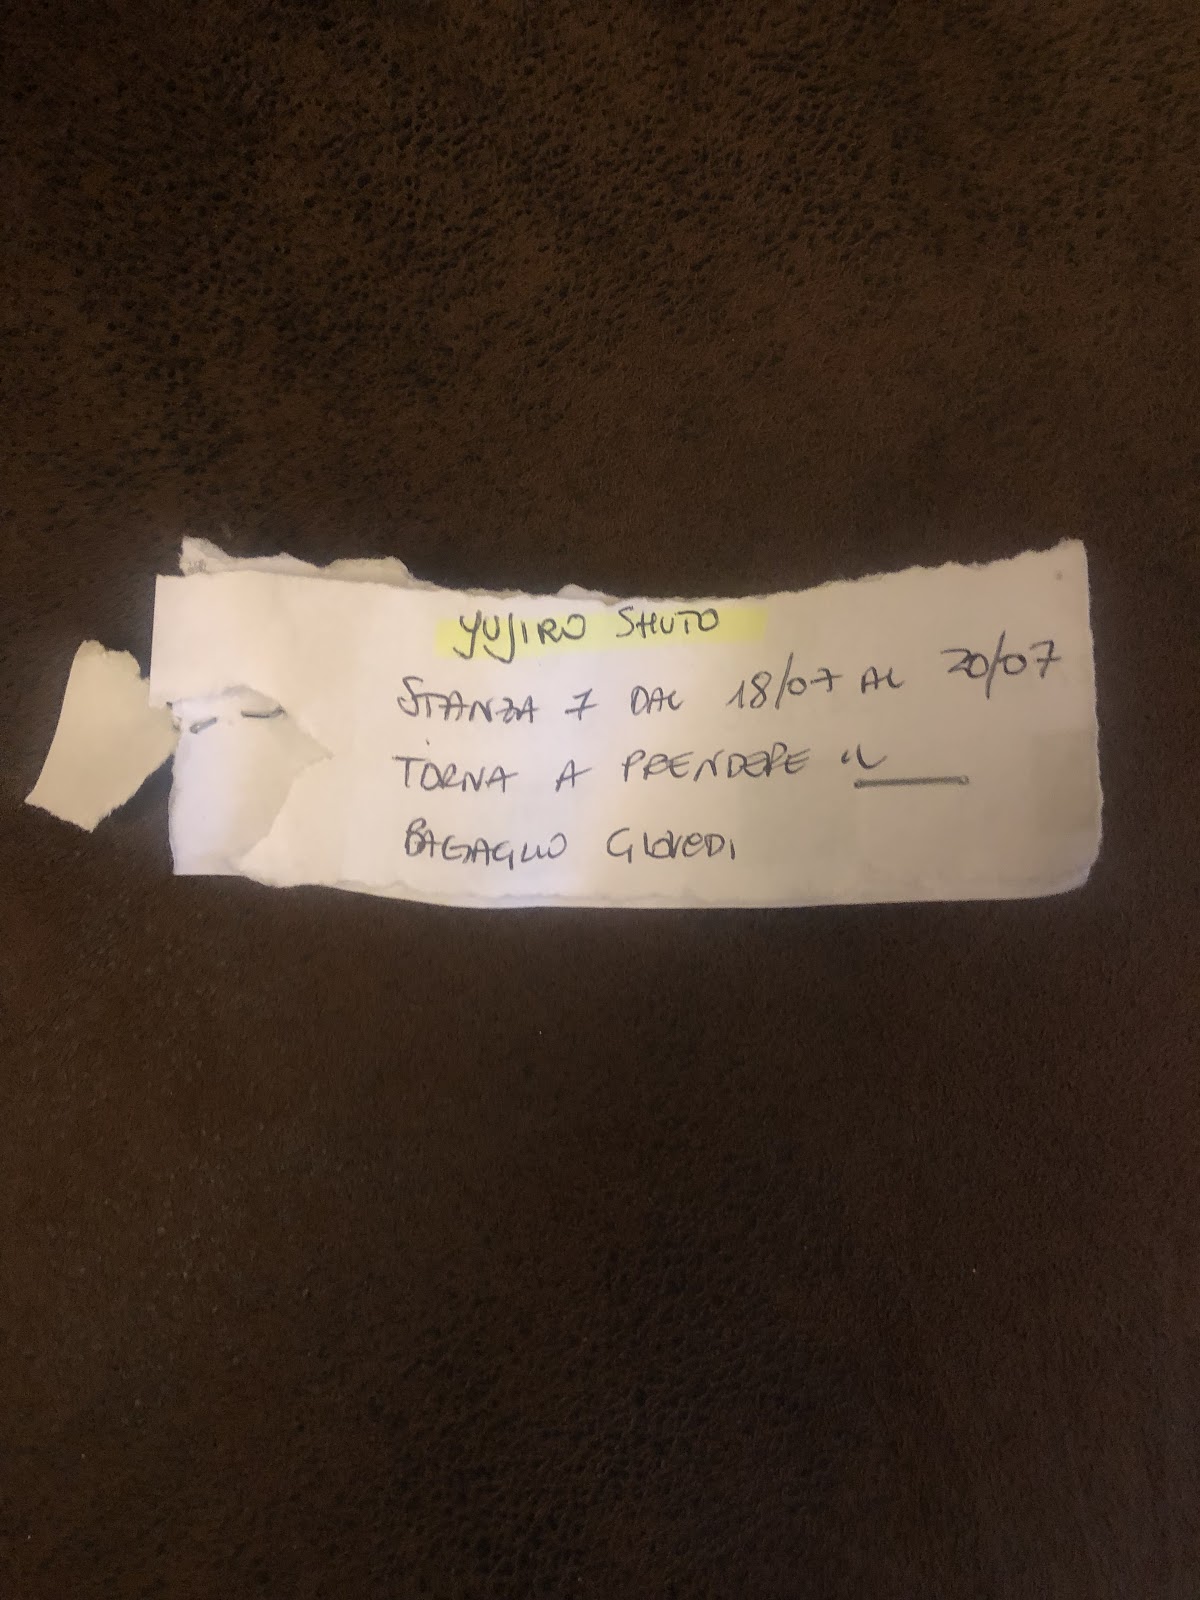 YUJIRO SHUTO
STANZA 7 DAL 18/07 AL 20/07
TORNA A PRENDERE IL
BAGAGLIO GIOVEDI